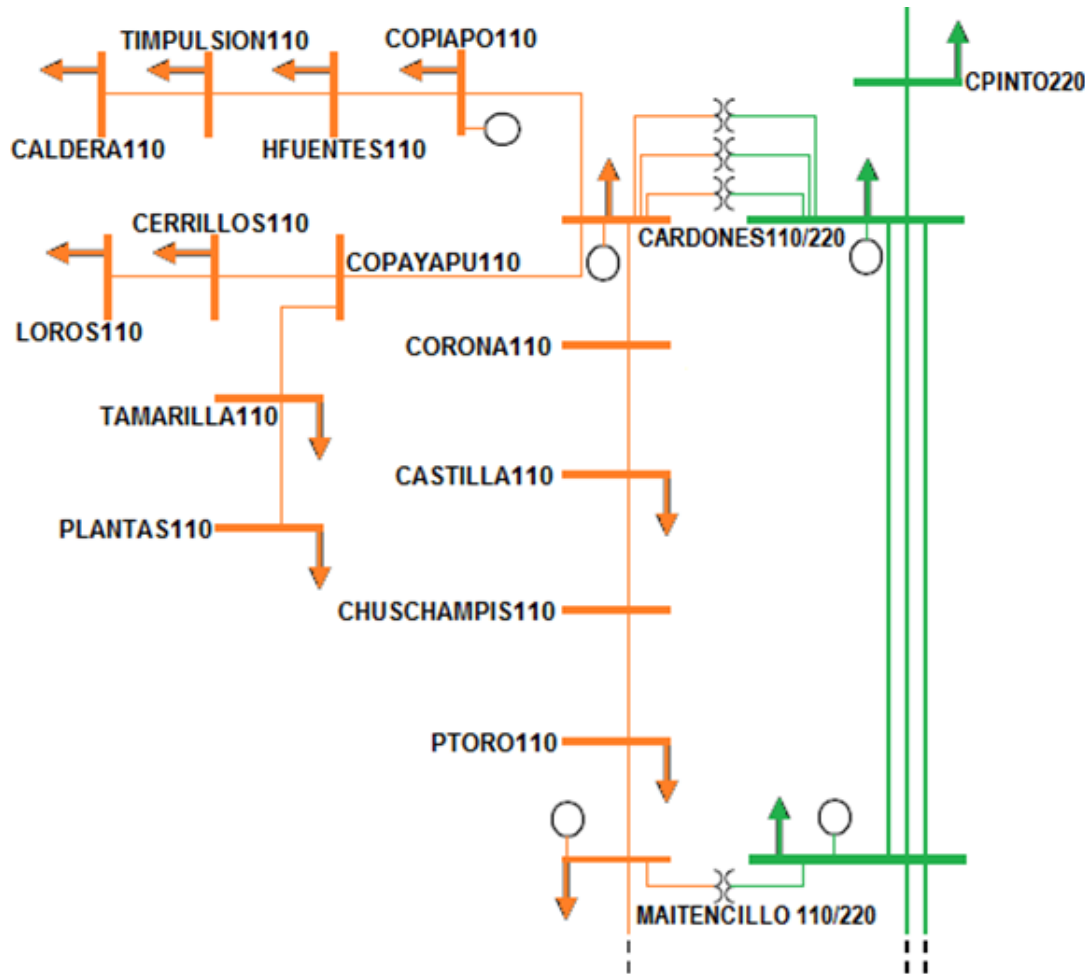 TIMPULSION110
COPIAPO110
CPINTO220
CALDERA110
HFUENTES110
CERRILLOS110
CARDONES110/220
COPAYAPU110
LOROS110
CORONA110
TAMARILLA110
CASTILLA110
PLANTAS110
CHUSCHAMPIS110
PTORO110
MAITENCILLO 110/220